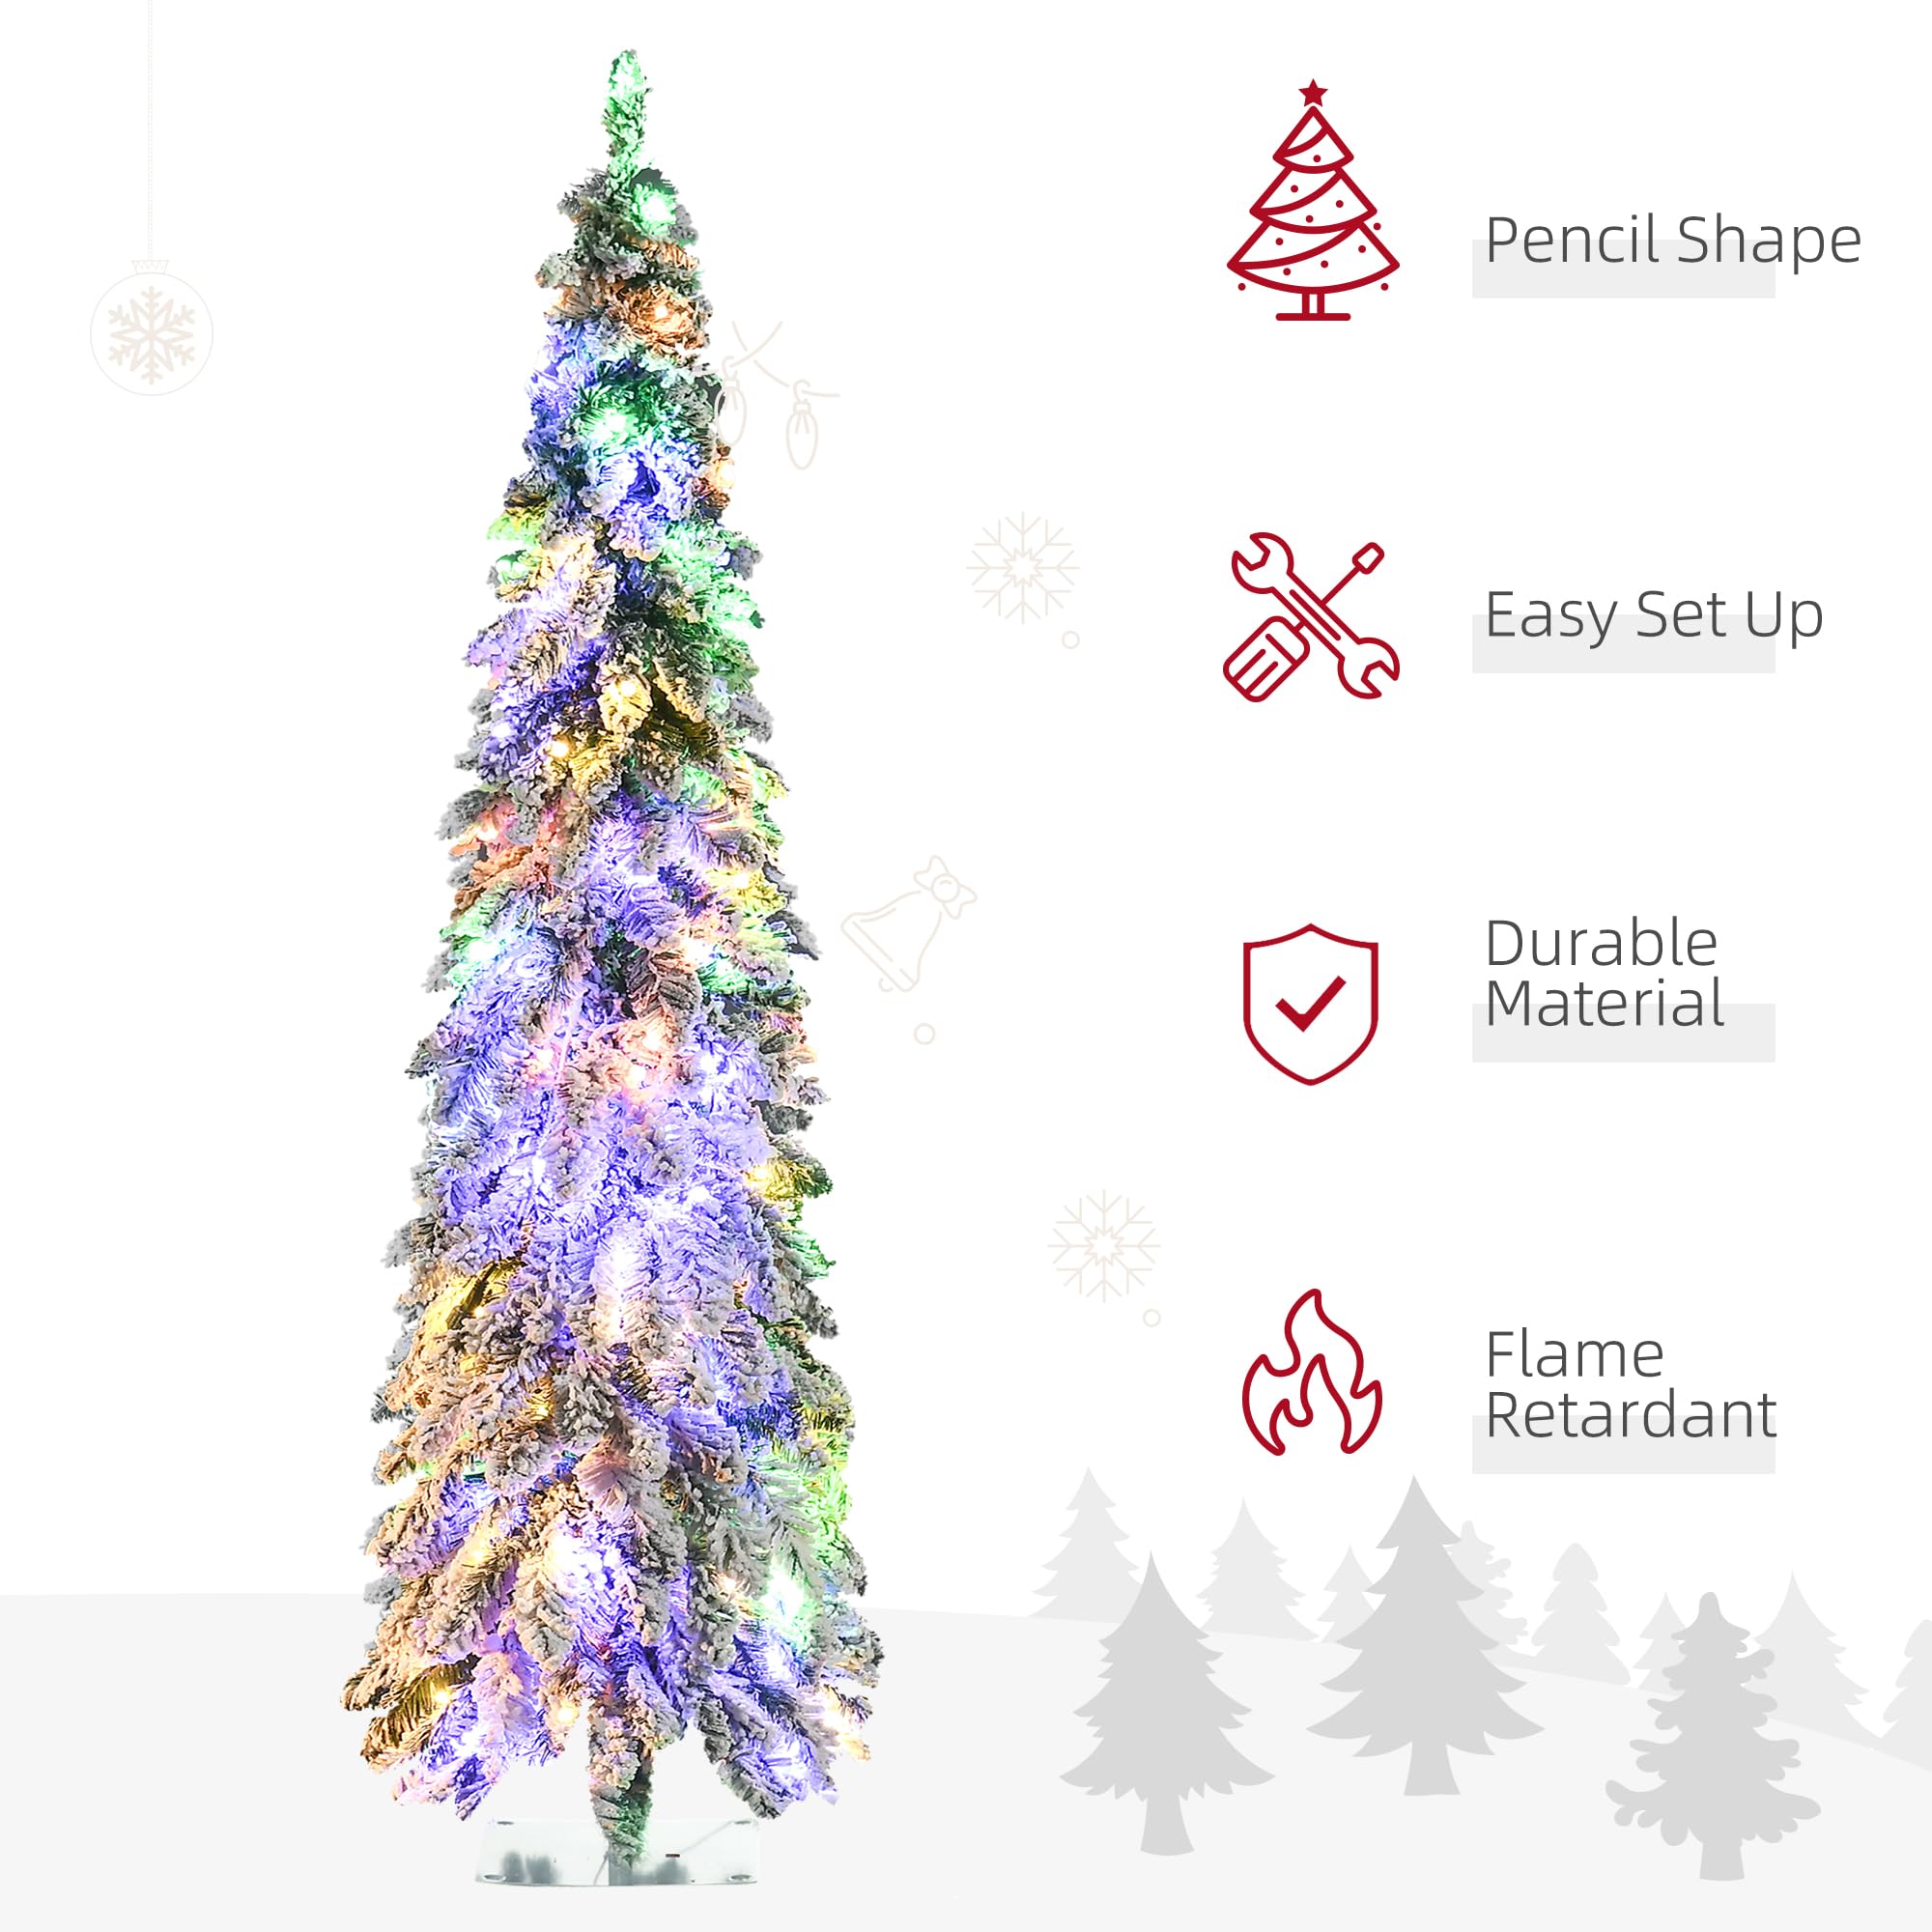 Pencil Shape
Easy Set Up
Durable
Material
Flame
Retardant